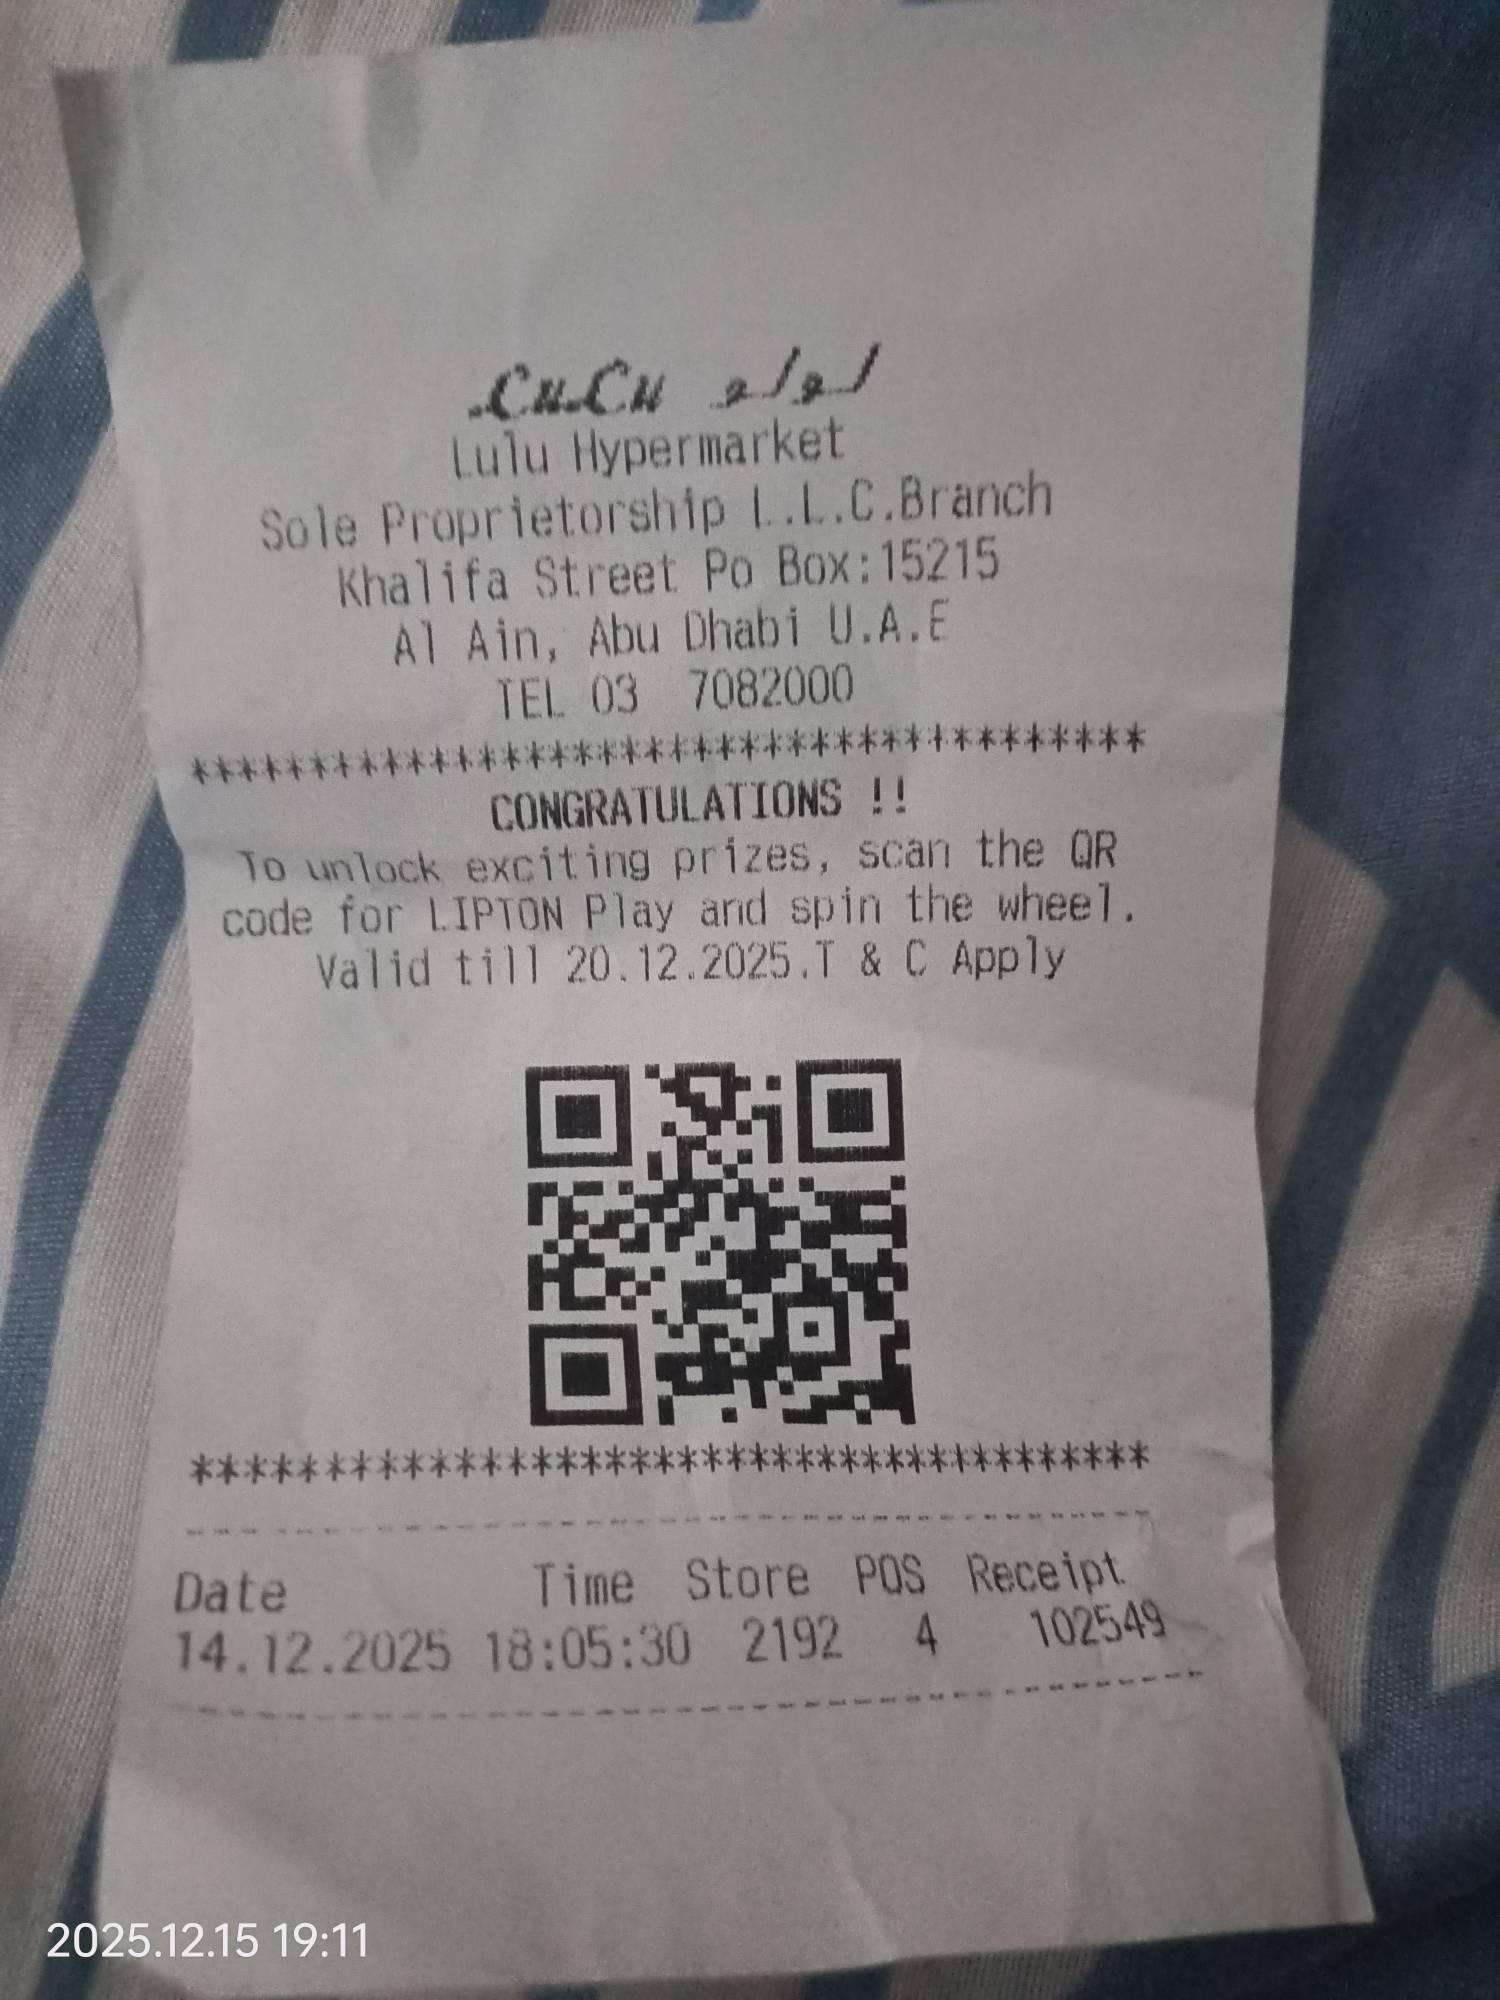 LuLu لولو
Lulu Hypermarket
Sole Proprietorship L.L.C.Branch
Khalifa Street Po Box:15215
Al Ain, Abu Dhabi U.A.E
TEL 03  7082000
****************************************
CONGRATULATIONS !!
To unlock exciting prizes, scan the QR
code for LIPTON Play and spin the wheel.
Valid till 20.12.2025.T & C Apply
****************************************
----------------------------------------
Date Time Store POS Receipt
14.12.2025 18:05:30 2192 4 102549
----------------------------------------
2025.12.15 19:11